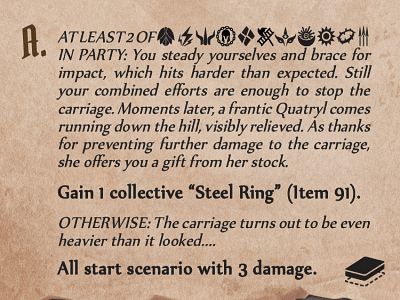 A. AT LEAST 2 OF
IN PARTY: You steady yourselves and brace for
impact, which hits harder than expected. Still
your combined efforts are enough to stop the
carriage. Moments later, a frantic Quatryl comes
running down the hill, visibly relieved. As thanks
for preventing further damage to the carriage,
she offers you a gift from her stock.
Gain 1 collective “Steel Ring” (Item 91).
OTHERWISE: The carriage turns out to be even
heavier than it looked....
All start scenario with 3 damage.